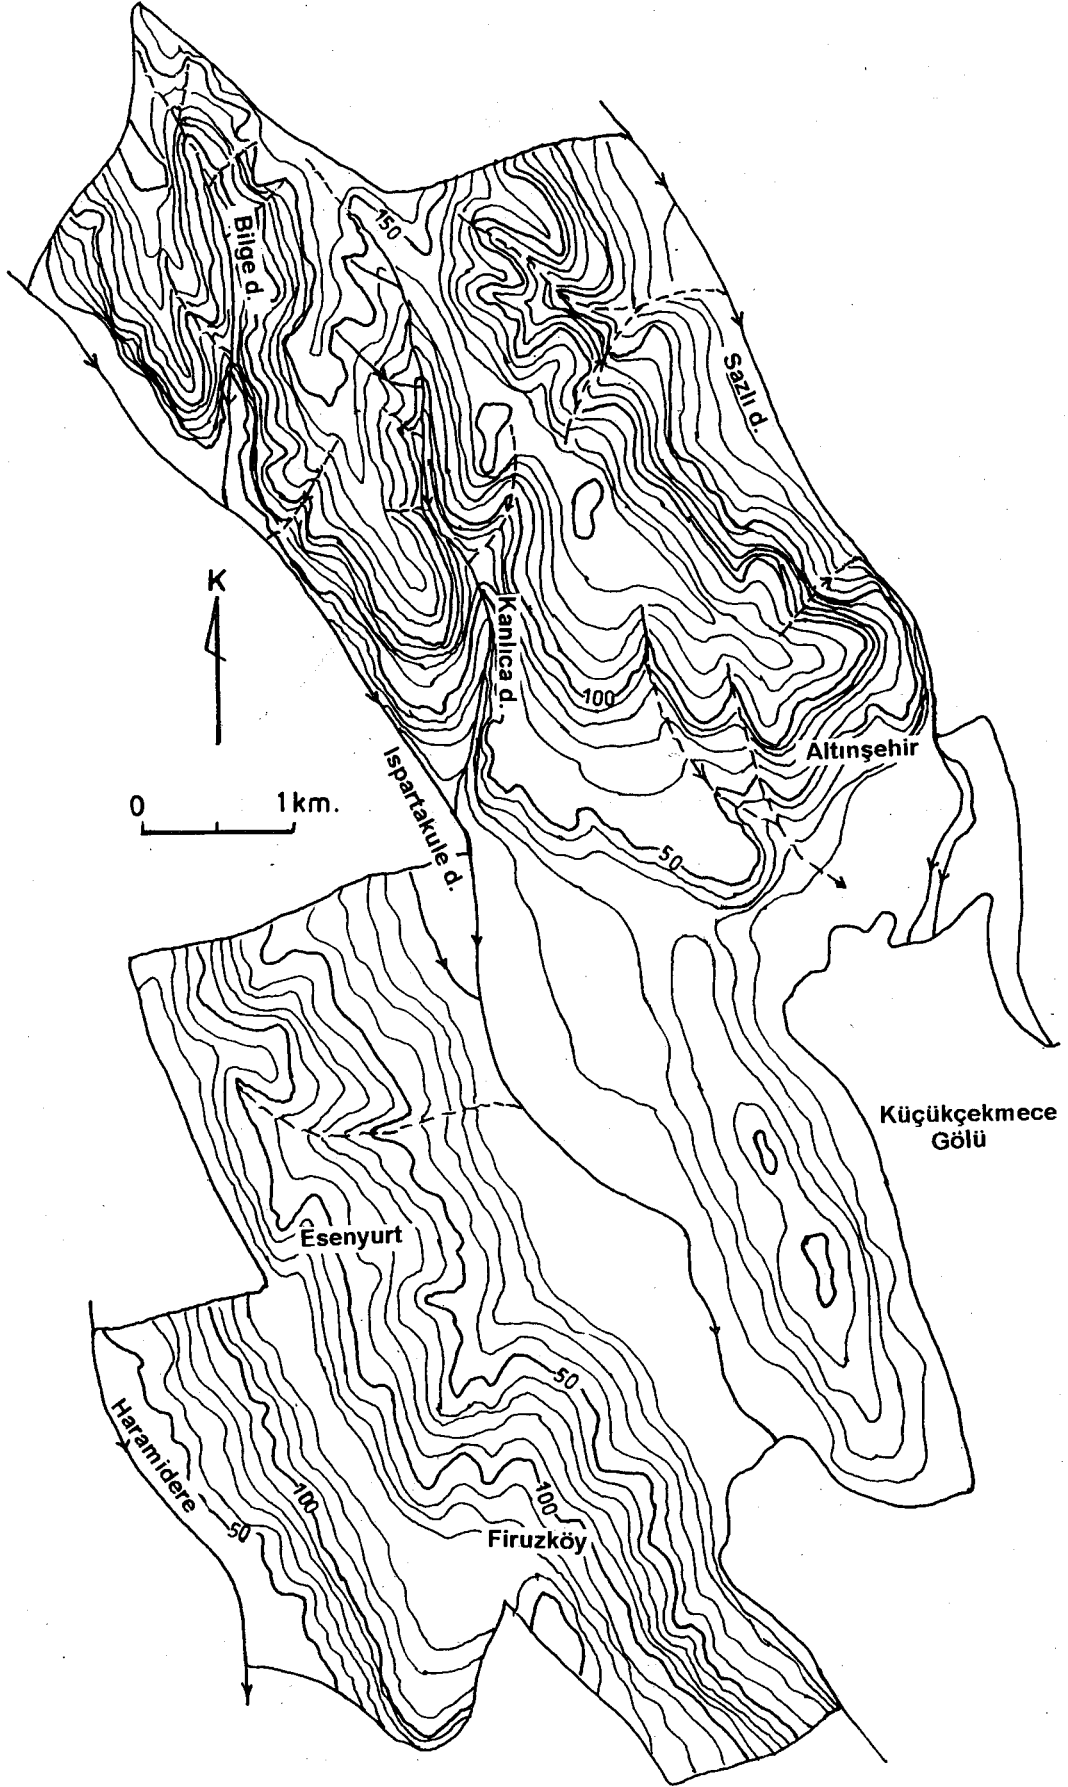 150
Bilge d.
Sazlı d.
K
Kanlıca d.
100
Altınşehir
0 1km.
Ispartakule d.
50
Küçükçekmece
Gölü
Esenyurt
50
Haramidere
100
100
50
Firuzköy